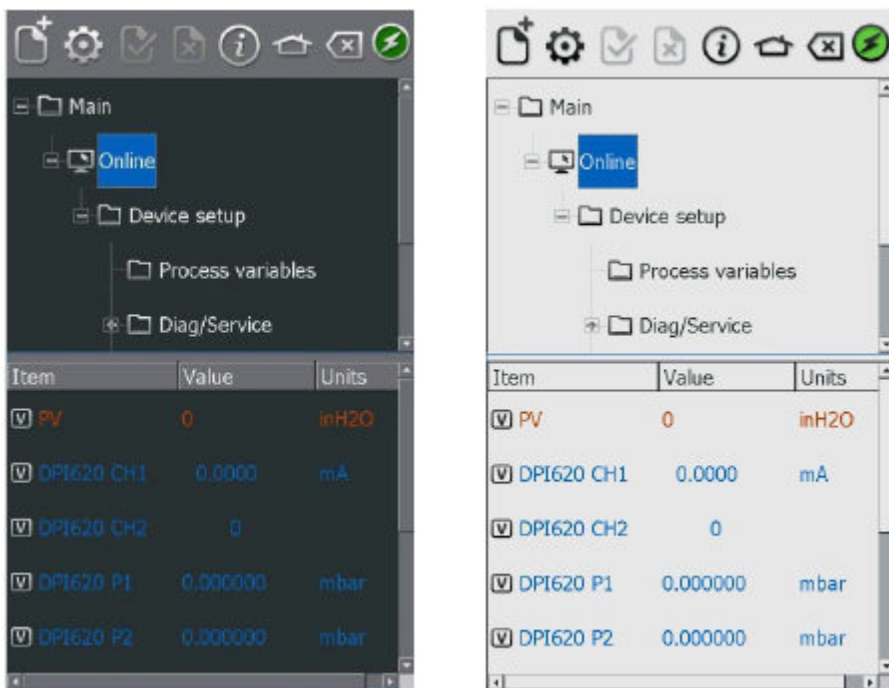 Main
Online
Device setup
Process variables
Diag/Service
Item Value Units
V PV 0 inH2O
V DPI620 CH1 0.0000 mA
V DPI620 CH2 0
V DPI620 P1 0.000000 mbar
V DPI620 P2 0.000000 mbar
Main
Online
Device setup
Process variables
Diag/Service
Item Value Units
V PV 0 inH2O
V DPI620 CH1 0.0000 mA
V DPI620 CH2 0
V DPI620 P1 0.000000 mbar
V DPI620 P2 0.000000 mbar